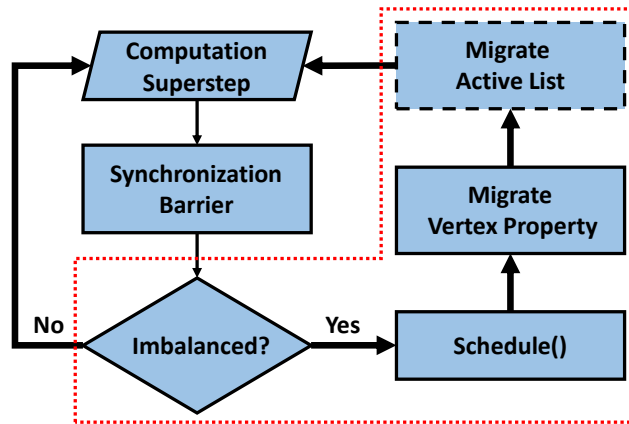 Computation
Superstep
Migrate
Active List
Synchronization
Barrier
Migrate
Vertex Property
No
Imbalanced?
Yes
Schedule()